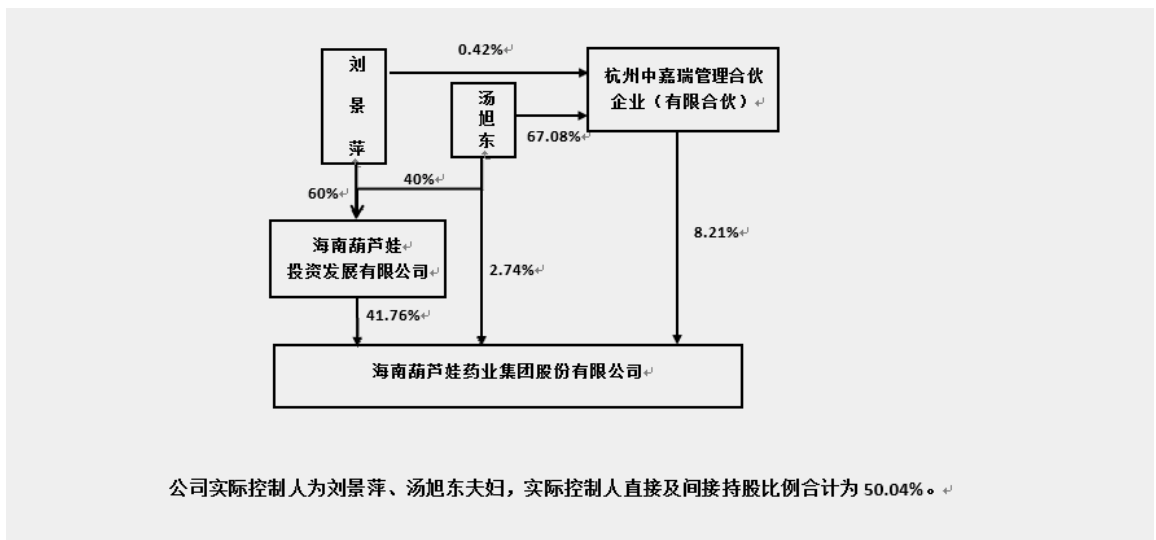 0.42%
刘
景
萍
汤
旭
东
杭州中嘉瑞管理合伙
企业（有限合伙）
67.08%
40%
60%
海南葫芦娃
投资发展有限公司
8.21%
2.74%
41.76%
海南葫芦娃药业集团股份有限公司
公司实际控制人为刘景萍、汤旭东夫妇，实际控制人直接及间接持股比例合计为 50.04%。